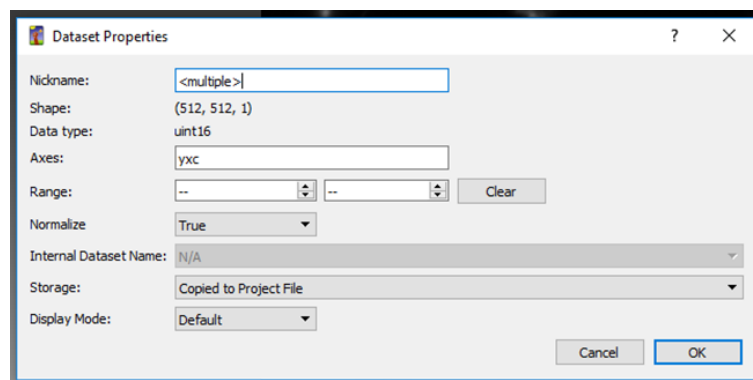 Dataset Properties ?
Nickname: <multiple>
Shape: (512, 512, 1)
Data type: uint16
Axes: yxc
Range: -- -- Clear
Normalize True
Internal Dataset Name: N/A
Storage: Copied to Project File
Display Mode: Default
Cancel OK